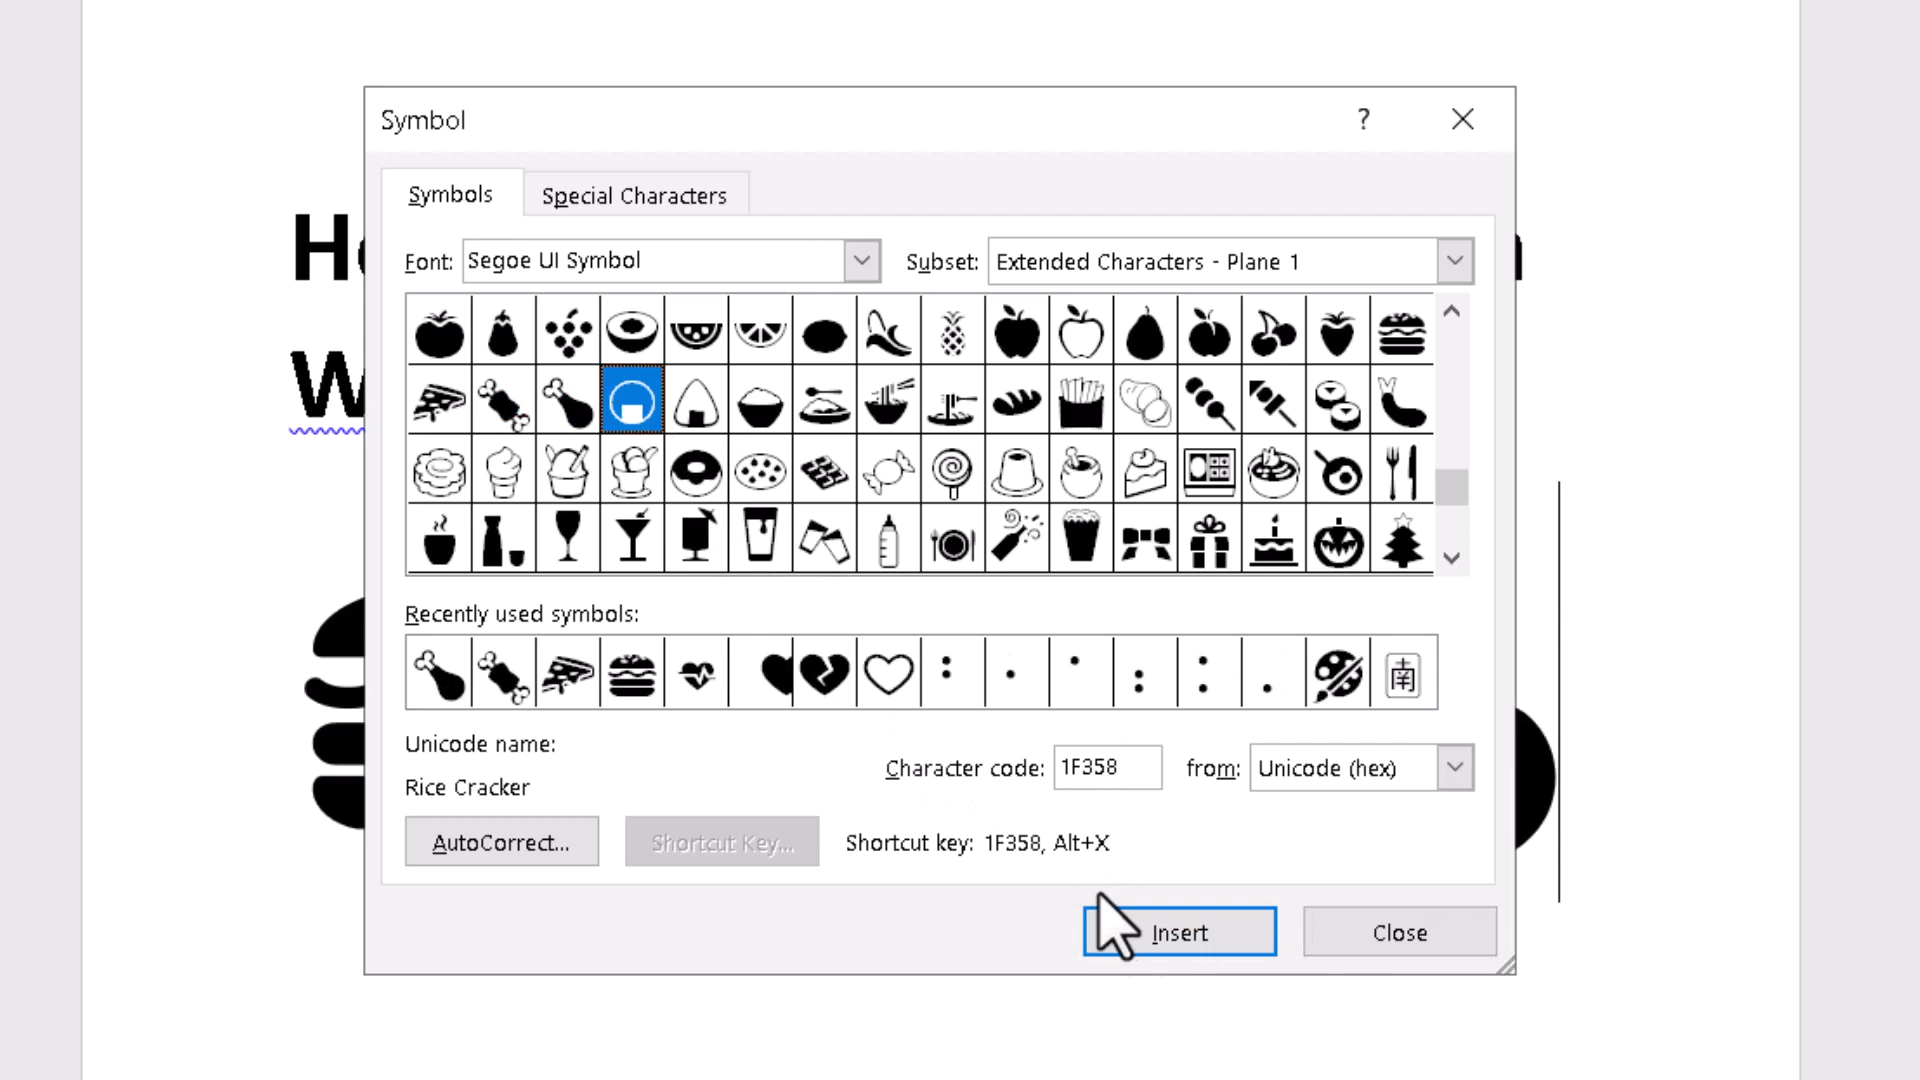 Symbol
?
Symbols
Special Characters
Font: Segoe UI Symbol
Subset: Extended Characters - Plane 1
Recently used symbols:
南
Unicode name:
Rice Cracker
Character code: 1F358
from: Unicode (hex)
AutoCorrect...
Shortcut Key...
Shortcut key: 1F358, Alt+X
Insert
Close